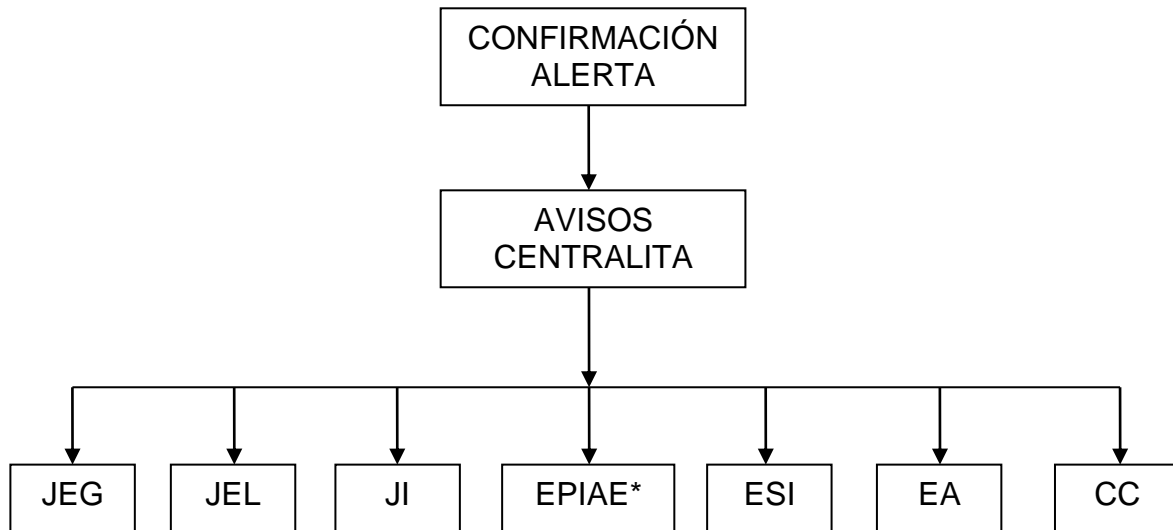 CONFIRMACIÓN
ALERTA
AVISOS
CENTRALITA
JEG JEL JI EPIAE* ESI EA CC